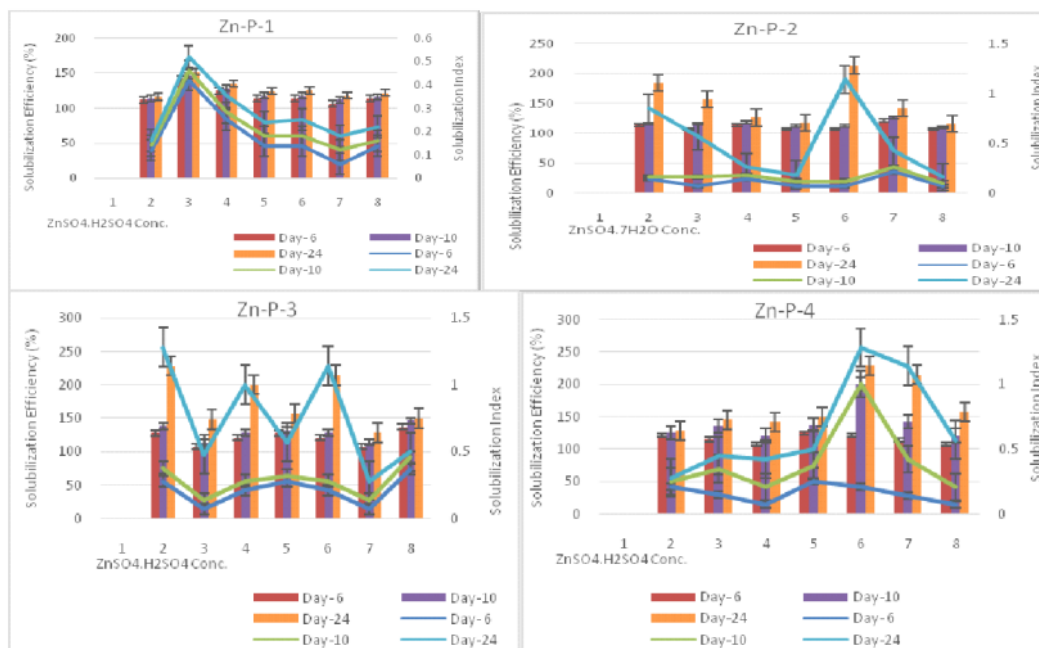 Zn-P-1
Solubilization Efficiency (%)
200
150
100
50
0
0.6
0.5
0.4
0.3
0.2
0.1
0
Solubilization Index
1 2 3 4 5 6 7 8
ZnSO4.H2SO4 Conc.
Day-6 Day-10
Day-24 Day-6
Day-10 Day-24
Zn-P-2
Solubilization Efficiency (%)
250
200
150
100
50
0
1.5
1
0.5
0
Solubilization Index
1 2 3 4 5 6 7 8
ZnSO4.7H2O Conc.
Day-6 Day-10
Day-24 Day-6
Day-10 Day-24
Zn-P-3
Solubilization Efficiency (%)
300
250
200
150
100
50
0
1.5
1
0.5
0
Solubilization Index
1 2 3 4 5 6 7 8
ZnSO4.H2SO4 Conc.
Day-6 Day-10
Day-24 Day-6
Day-10 Day-24
Zn-P-4
Solubilization Efficiency (%)
300
250
200
150
100
50
0
1.5
1
0.5
0
Solubilization Index
1 2 3 4 5 6 7 8
ZnSO4.H2SO4 Conc.
Day-6 Day-10
Day-24 Day-6
Day-10 Day-24